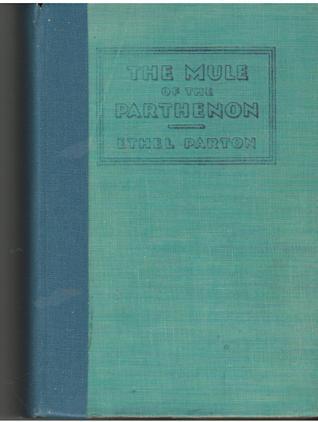 THE MULE
OF THE
PARTHENON
ETHEL PARTON